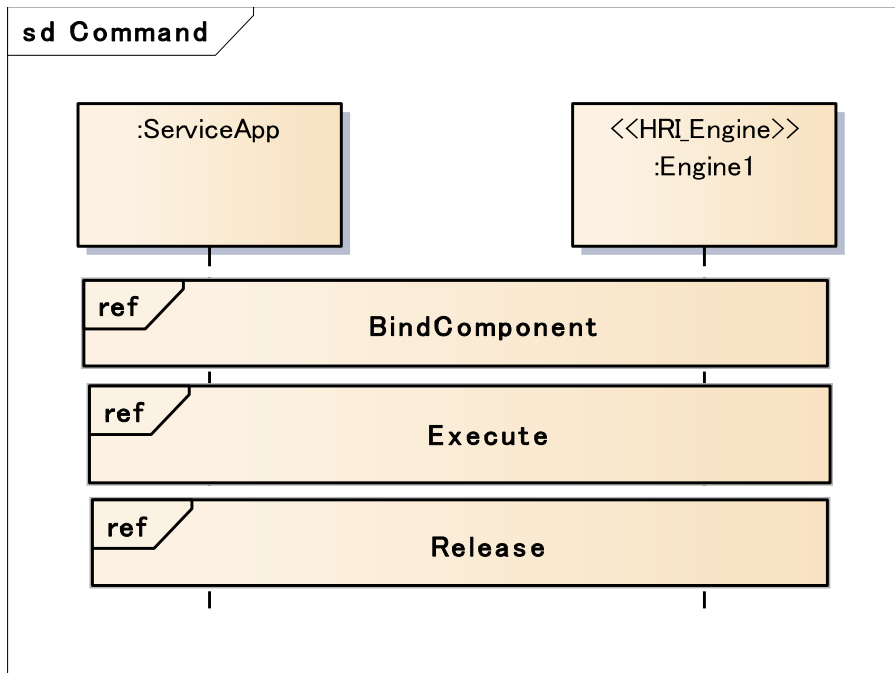 sd Command
:ServiceApp
<<HRI_Engine>>
:Engine1
ref
BindComponent
ref
Execute
ref
Release